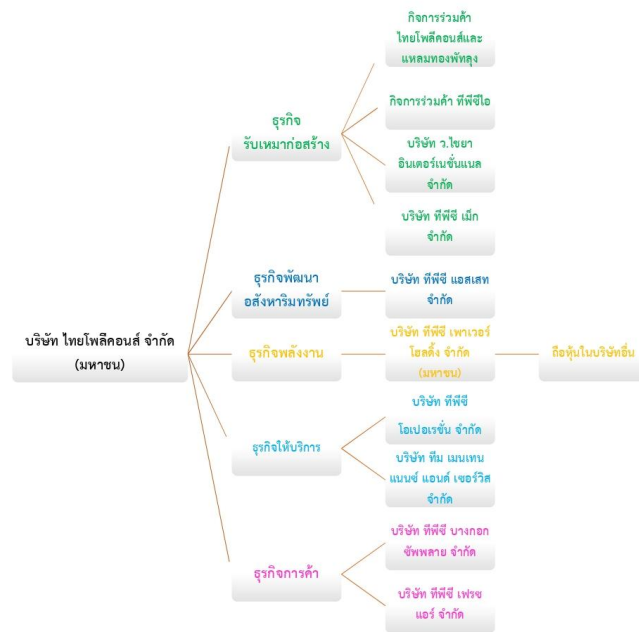 บริษัท ไทยโพลีคอนส์ จำกัด
(มหาชน)
ธุรกิจ
รับเหมาก่อสร้าง
กิจการร่วมค้า
ไทยโพลีคอนส์และ
แหลมทองพัทลุง
กิจการร่วมค้า ทีพีซีไอ
บริษัท ว.ไชยา
อินเตอร์เนชั่นแนล
จำกัด
บริษัท ทีพีซี เม็ก
จำกัด
ธุรกิจพัฒนา
อสังหาริมทรัพย์
บริษัท ทีพีซี แอสเสท
จำกัด
ธุรกิจพลังงาน
บริษัท ทีพีซี เพาเวอร์
โฮลดิ้ง จำกัด
(มหาชน)
ถือหุ้นในบริษัทอื่น
ธุรกิจให้บริการ
บริษัท ทีพีซี
โอเปอเรชั่น จำกัด
บริษัท ทีม เมนเทน
แนนซ์ แอนด์ เซอร์วิส
จำกัด
ธุรกิจการค้า
บริษัท ทีพีซี บางกอก
ซัพพลาย จำกัด
บริษัท ทีพีซี เฟรช
แอร์ จำกัด